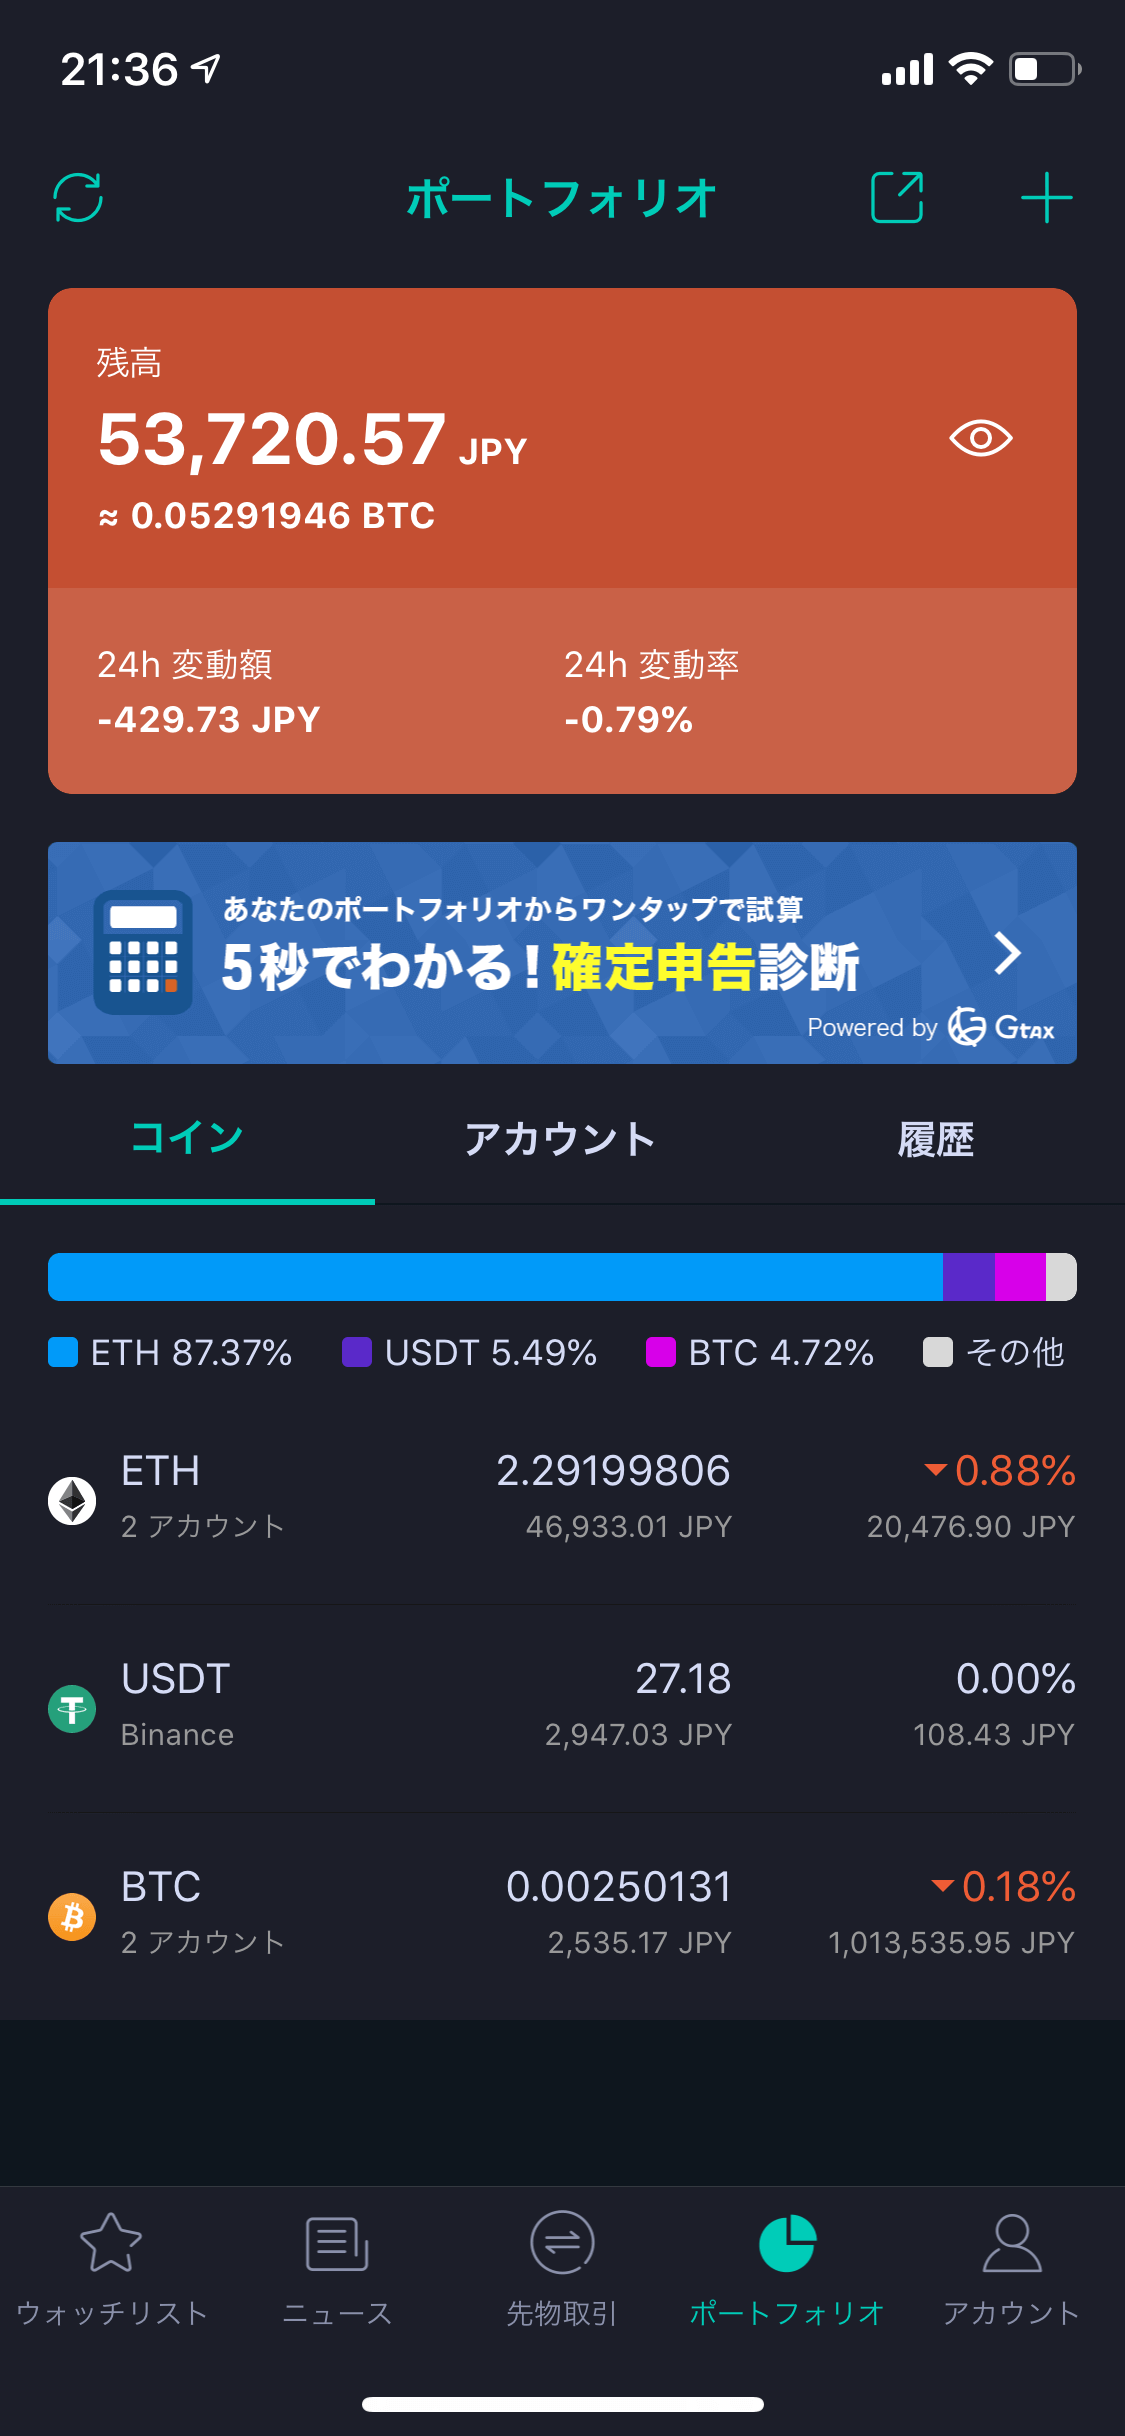 21:36
ポートフォリオ
残高
53,720.57 JPY
≈ 0.05291946 BTC
24h 変動額
24h 変動率
-429.73 JPY
-0.79%
あなたのポートフォリオからワンタップで試算
5秒でわかる!確定申告診断
Powered by Gtax
コイン
アカウント
履歴
ETH 87.37%
USDT 5.49%
BTC 4.72%
その他
ETH
2.29199806
0.88%
2 アカウント
46,933.01 JPY
20,476.90 JPY
USDT
27.18
0.00%
Binance
2,947.03 JPY
108.43 JPY
BTC
0.00250131
0.18%
2 アカウント
2,535.17 JPY
1,013,535.95 JPY
ウォッチリスト
ニュース
先物取引
ポートフォリオ
アカウント